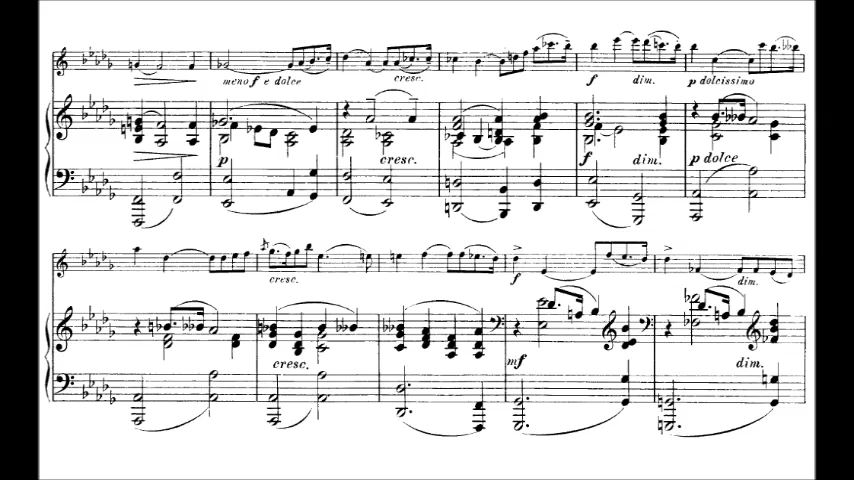 meno f e dolce cresc. f dim. p dolcissimo
p cresc. f dim. p dolce
cresc. f dim.
cresc. mf dim.